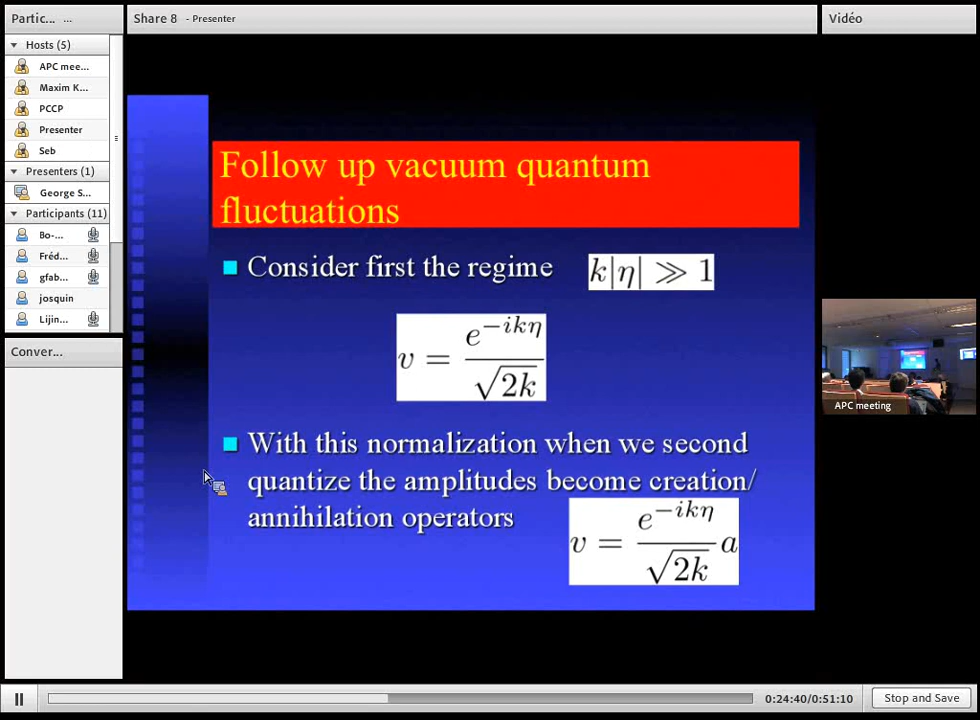 Partic... ...
Share 8 - Presenter
Vidéo
Hosts (5)
APC mee...
Maxim K...
PCCP
Presenter
Seb
Presenters (1)
George S...
Participants (11)
Bo-...
Fréd...
gfab...
josquin
Lijin...
Conver...
Follow up vacuum quantum
fluctuations
Consider first the regime k|η| ≫ 1
v = e^{-ikη} / √2k
With this normalization when we second
quantize the amplitudes become creation/
annihilation operators
v = e^{-ikη} / √2k a
APC meeting
0:24:40/0:51:10
Stop and Save